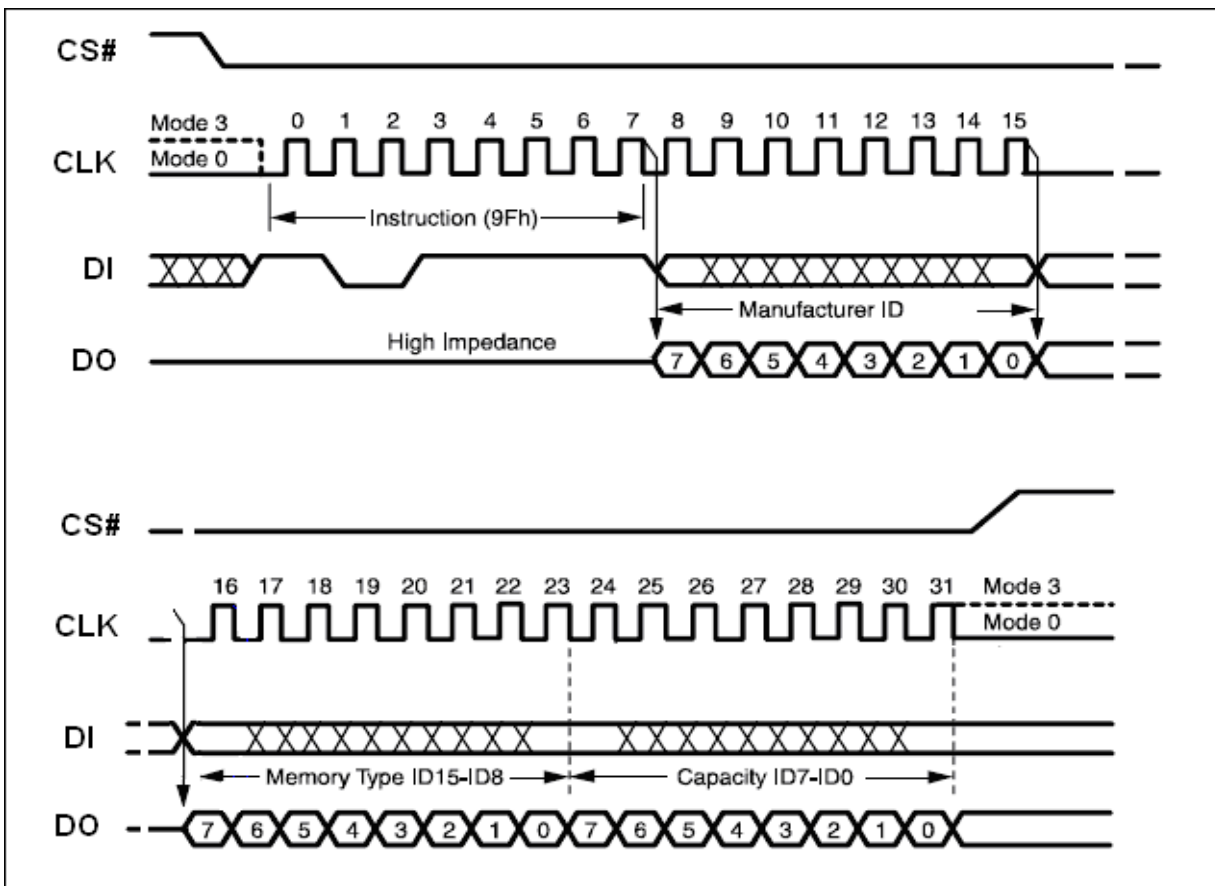 CS#
Mode 3
0 1 2 3 4 5 6 7 8 9 10 11 12 13 14 15
CLK
Mode 0
Instruction (9Fh)
DI
Manufacturer ID
High Impedance
DO
7 6 5 4 3 2 1 0
CS#
16 17 18 19 20 21 22 23 24 25 26 27 28 29 30 31
Mode 3
CLK
Mode 0
DI
Memory Type ID15-ID8
Capacity ID7-ID0
DO
7 6 5 4 3 2 1 0 7 6 5 4 3 2 1 0